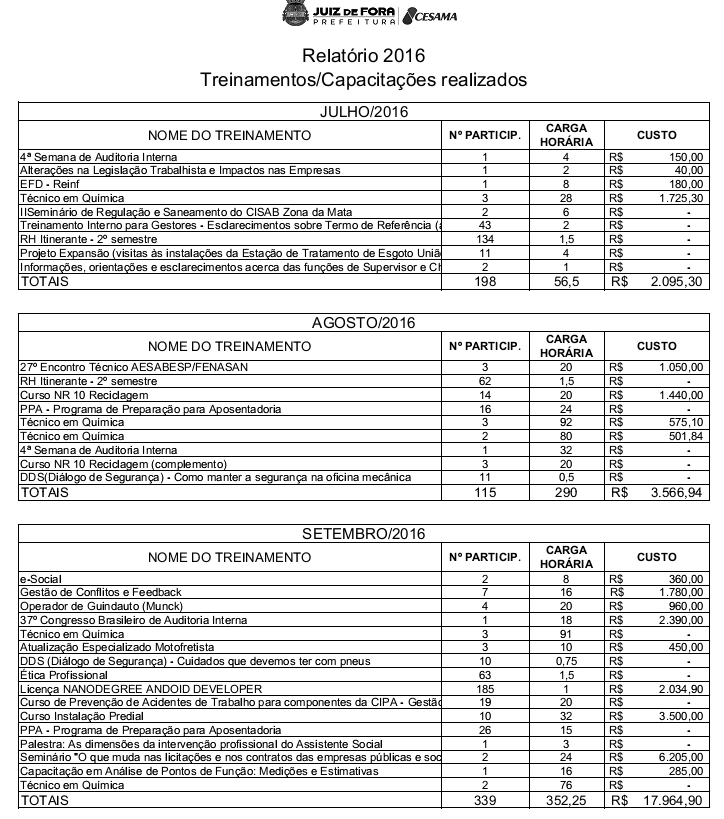 JUIZ DE FORA
PREFEITURA
CESAMA
Relatório 2016
Treinamentos/Capacitações realizados
JULHO/2016
NOME DO TREINAMENTO Nº PARTICIP. CARGA HORÁRIA CUSTO
4ª Semana de Auditoria Interna 1 4 R$ 150,00
Alterações na Legislação Trabalhista e Impactos nas Empresas 1 2 R$ 40,00
EFD - Reinf 1 8 R$ 180,00
Técnico em Química 3 28 R$ 1.725,30
IISeminário de Regulação e Saneamento do CISAB Zona da Mata 2 6 R$ -
Treinamento Interno para Gestores - Esclarecimentos sobre Termo de Referência (a 43 2 R$ -
RH Itinerante - 2º semestre 134 1,5 R$ -
Projeto Expansão (visitas às instalações da Estação de Tratamento de Esgoto União 11 4 R$ -
Informações, orientações e esclarecimentos acerca das funções de Supervisor e Ch 2 1 R$ -
TOTAIS 198 56,5 R$ 2.095,30
AGOSTO/2016
NOME DO TREINAMENTO Nº PARTICIP. CARGA HORÁRIA CUSTO
27º Encontro Técnico AESABESP/FENASAN 3 20 R$ 1.050,00
RH Itinerante - 2º semestre 62 1,5 R$ -
Curso NR 10 Reciclagem 14 20 R$ 1.440,00
PPA - Programa de Preparação para Aposentadoria 16 24 R$ -
Técnico em Química 3 92 R$ 575,10
Técnico em Química 2 80 R$ 501,84
4ª Semana de Auditoria Interna 1 32 R$ -
Curso NR 10 Reciclagem (complemento) 3 20 R$ -
DDS(Diálogo de Segurança) - Como manter a segurança na oficina mecânica 11 0,5 R$ -
TOTAIS 115 290 R$ 3.566,94
SETEMBRO/2016
NOME DO TREINAMENTO Nº PARTICIP. CARGA HORÁRIA CUSTO
e-Social 2 8 R$ 360,00
Gestão de Conflitos e Feedback 7 16 R$ 1.780,00
Operador de Guindauto (Munck) 4 20 R$ 960,00
37º Congresso Brasileiro de Auditoria Interna 1 18 R$ 2.390,00
Técnico em Química 3 91 R$ -
Atualização Especializado Motofretista 3 10 R$ 450,00
DDS (Diálogo de Segurança) - Cuidados que devemos ter com pneus 10 0,75 R$ -
Ética Profissional 63 1,5 R$ -
Licença NANODEGREE ANDOID DEVELOPER 185 1 R$ 2.034,90
Curso de Prevenção de Acidentes de Trabalho para componentes da CIPA - Gestão 19 20 R$ -
Curso Instalação Predial 10 32 R$ 3.500,00
PPA - Programa de Preparação para Aposentadoria 26 15 R$ -
Palestra: As dimensões da intervenção profissional do Assistente Social 1 3 R$ -
Seminário "O que muda nas licitações e nos contratos das empresas públicas e soc 2 24 R$ 6.205,00
Capacitação em Análise de Pontos de Função: Medições e Estimativas 1 16 R$ 285,00
Técnico em Química 2 76 R$ -
TOTAIS 339 352,25 R$ 17.964,90